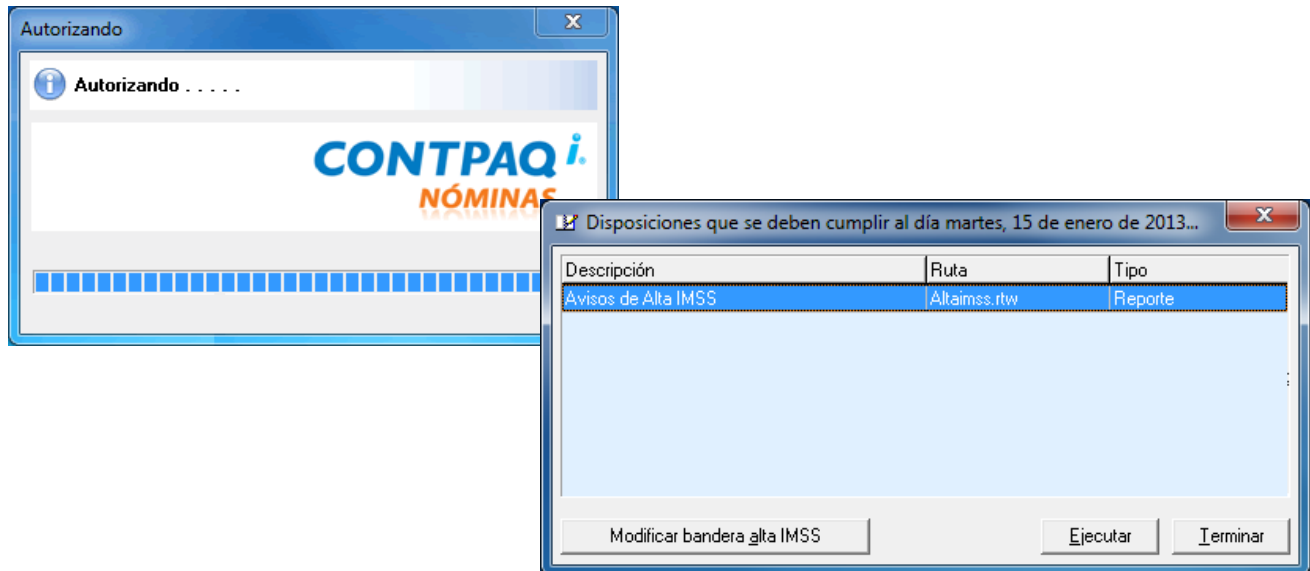 Autorizando
Autorizando . . . . .
CONTPAQ i.
NÓMINAS
Disposiciones que se deben cumplir al día martes, 15 de enero de 2013...
Descripción Ruta Tipo
Avisos de Alta IMSS Altaimss.rtw Reporte
Modificar bandera alta IMSS Ejecutar Terminar